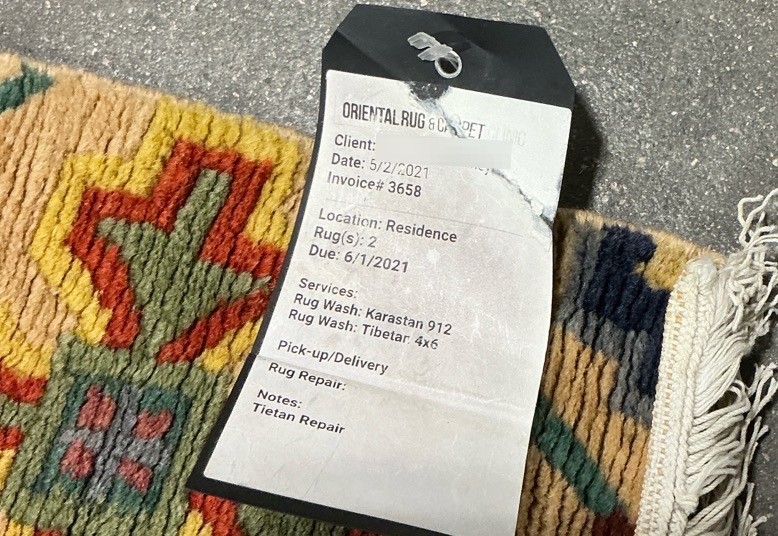 ORIENTAL RUG & CARPET CLINIC
Client:
Date: 5/2/2021
Invoice# 3658
Location: Residence
Rug(s): 2
Due: 6/1/2021
Services:
Rug Wash: Karastan 912
Rug Wash: Tibetar: 4x6
Pick-up/Delivery
Rug Repair:
Notes:
Tietan Repair